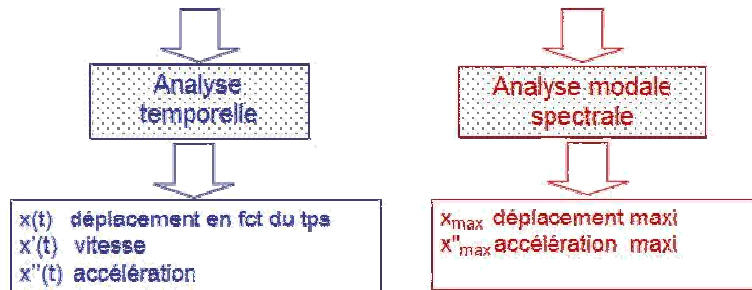 Analyse
temporelle
x(t) déplacement en fct du tps
x'(t) vitesse
x''(t) accélération
Analyse modale
spectrale
xmax déplacement maxi
x"max accélération maxi